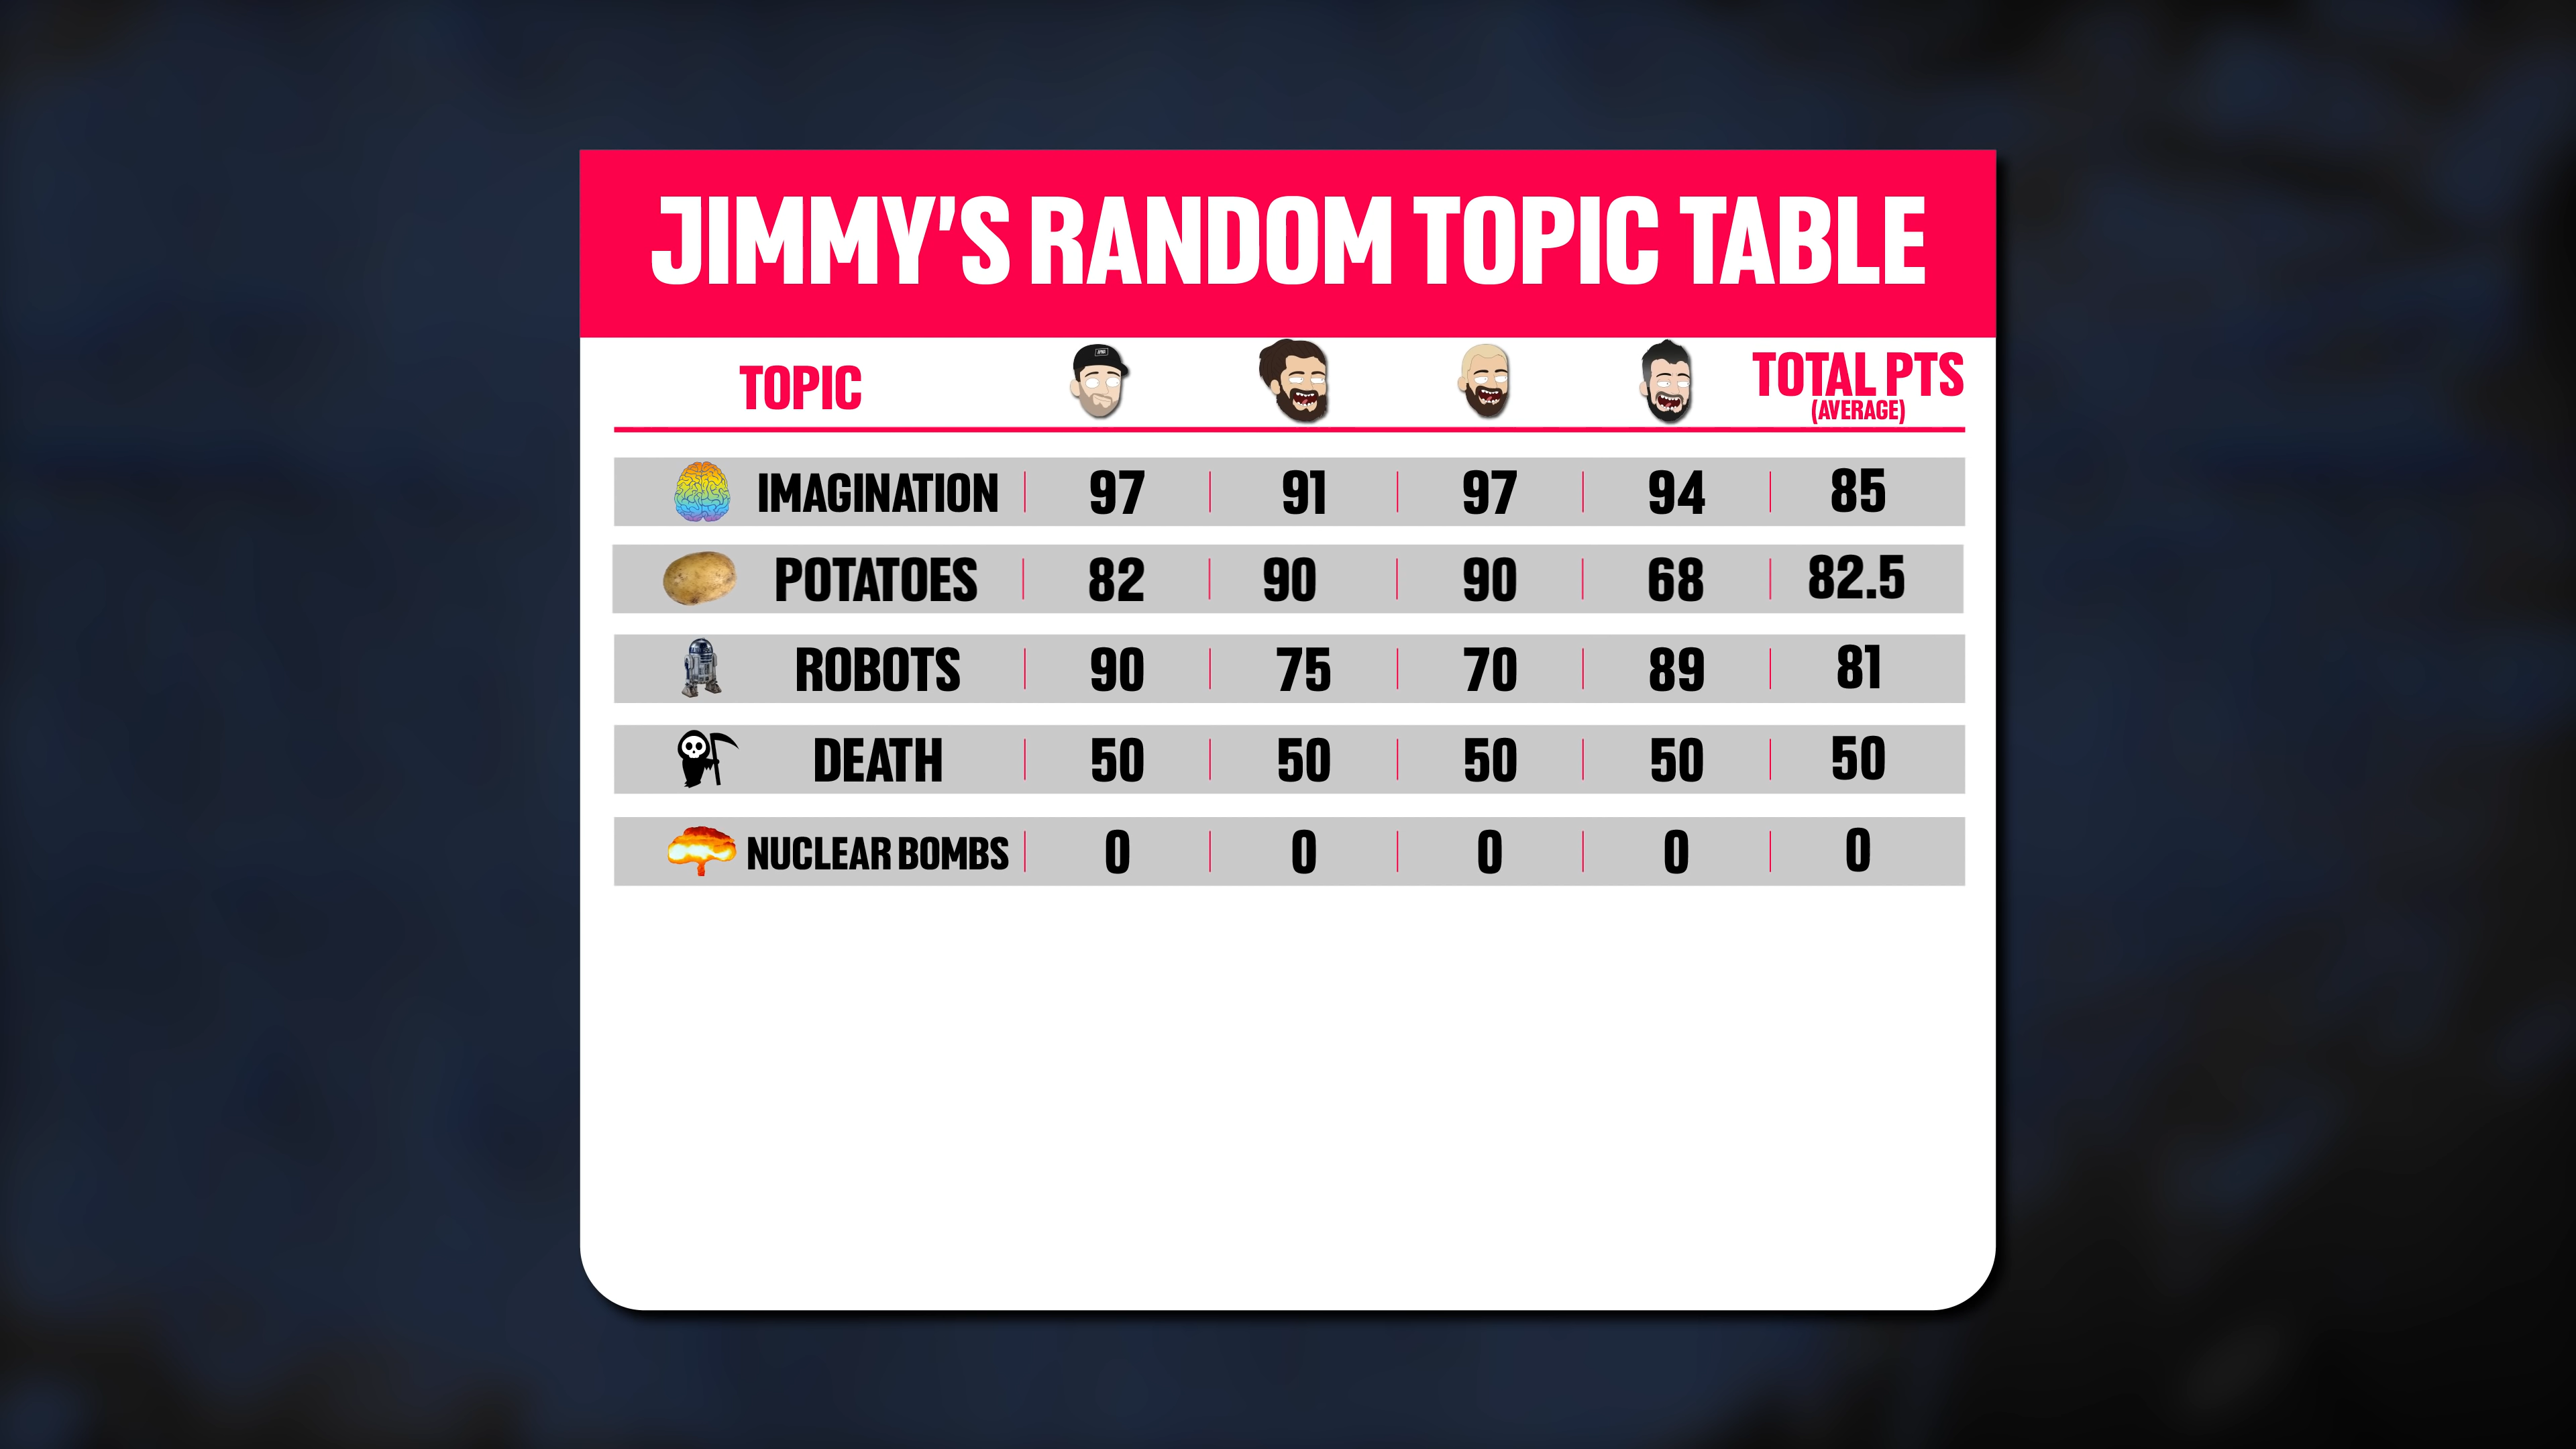 JIMMY'S RANDOM TOPIC TABLE
TOPIC TOTAL PTS
(AVERAGE)
IMAGINATION 97 91 97 94 85
POTATOES 82 90 90 68 82.5
ROBOTS 90 75 70 89 81
DEATH 50 50 50 50 50
NUCLEAR BOMBS 0 0 0 0 0